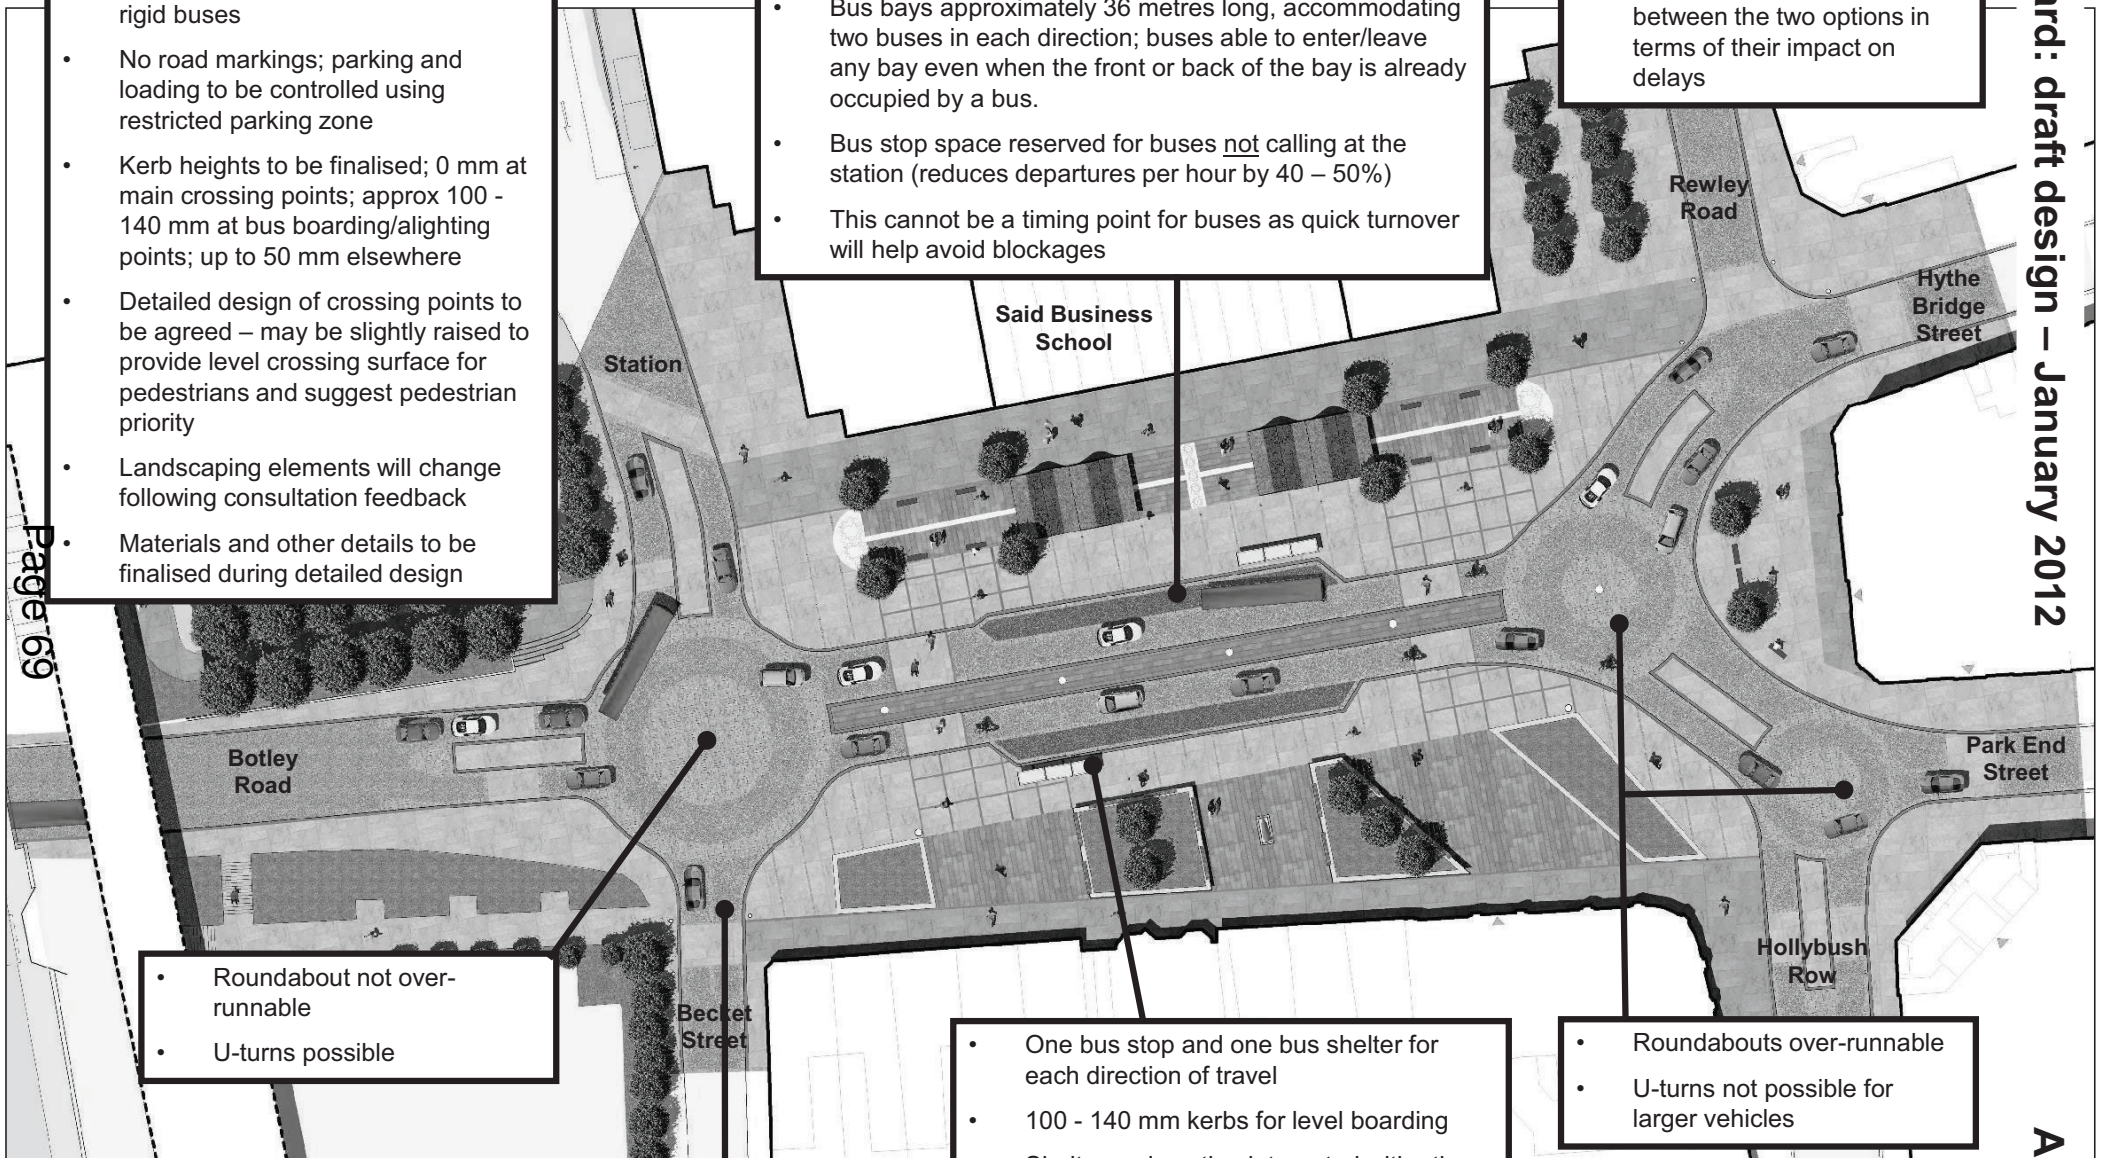 rigid buses
• No road markings; parking and
loading to be controlled using
restricted parking zone
• Kerb heights to be finalised; 0 mm at
main crossing points; approx 100 -
140 mm at bus boarding/alighting
points; up to 50 mm elsewhere
• Detailed design of crossing points to
be agreed – may be slightly raised to
provide level crossing surface for
pedestrians and suggest pedestrian
priority
• Landscaping elements will change
following consultation feedback
• Materials and other details to be
finalised during detailed design
• Bus bays approximately 36 metres long, accommodating
two buses in each direction; buses able to enter/leave
any bay even when the front or back of the bay is already
occupied by a bus.
• Bus stop space reserved for buses not calling at the
station (reduces departures per hour by 40 – 50%)
• This cannot be a timing point for buses as quick turnover
will help avoid blockages
between the two options in
terms of their impact on
delays
ard: draft design – January 2012
Rewley
Road
Hythe
Bridge
Street
Said Business
School
Station
Page 69
Botley
Road
Park End
Street
Hollybush
Row
Becket
Street
• Roundabout not over-
runnable
• U-turns possible
• One bus stop and one bus shelter for
each direction of travel
• 100 - 140 mm kerbs for level boarding
• Roundabouts over-runnable
• U-turns not possible for
larger vehicles
A